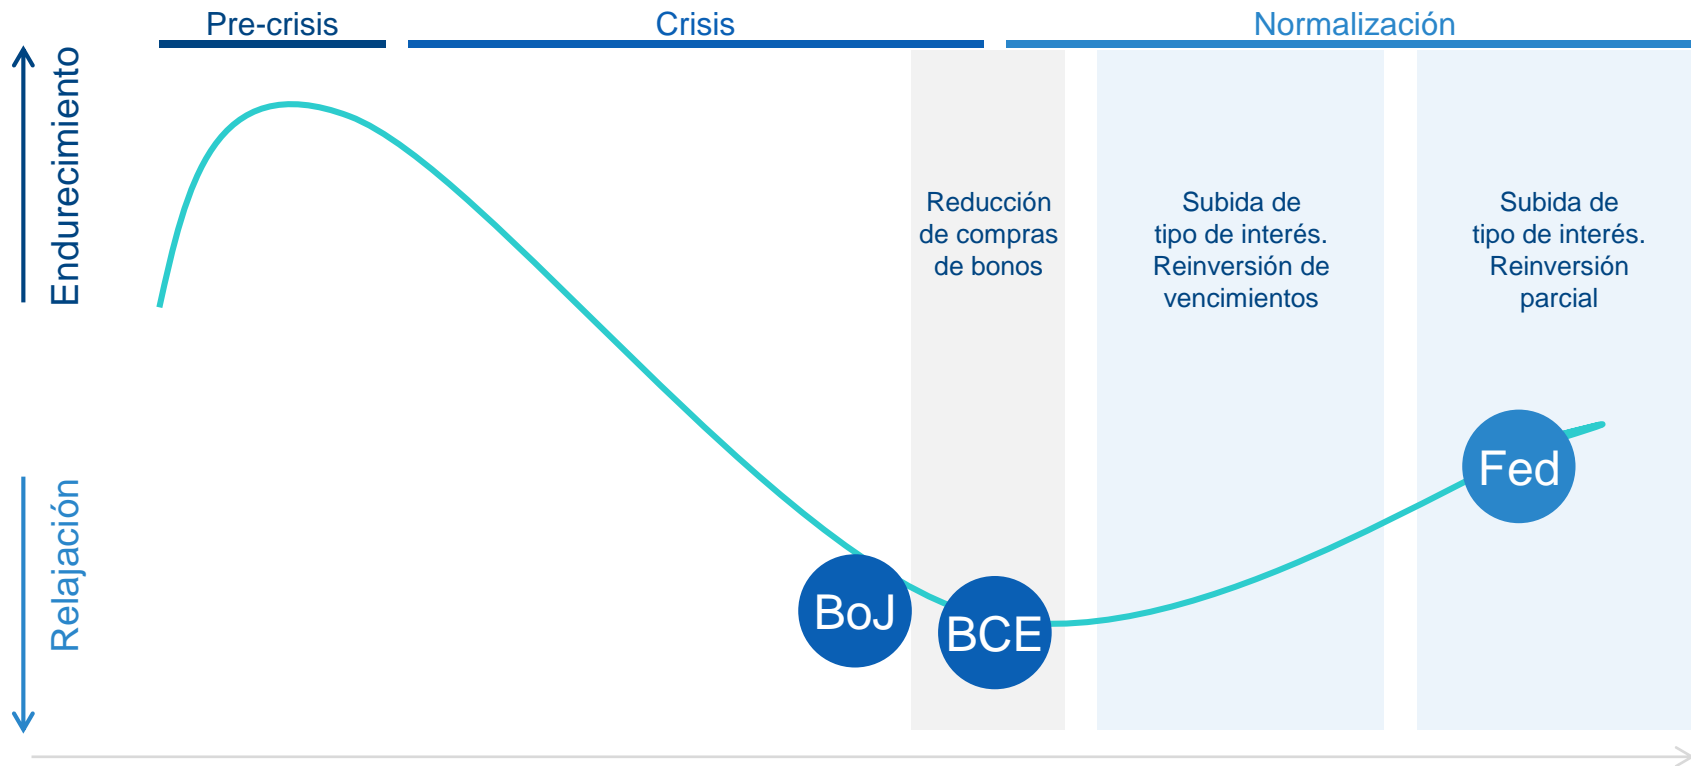 Pre-crisis
Crisis
Normalización
Endurecimiento
Relajación
Reducción
de compras
de bonos
Subida de
tipo de interés.
Reinversión de
vencimientos
Subida de
tipo de interés.
Reinversión
parcial
BoJ
BCE
Fed